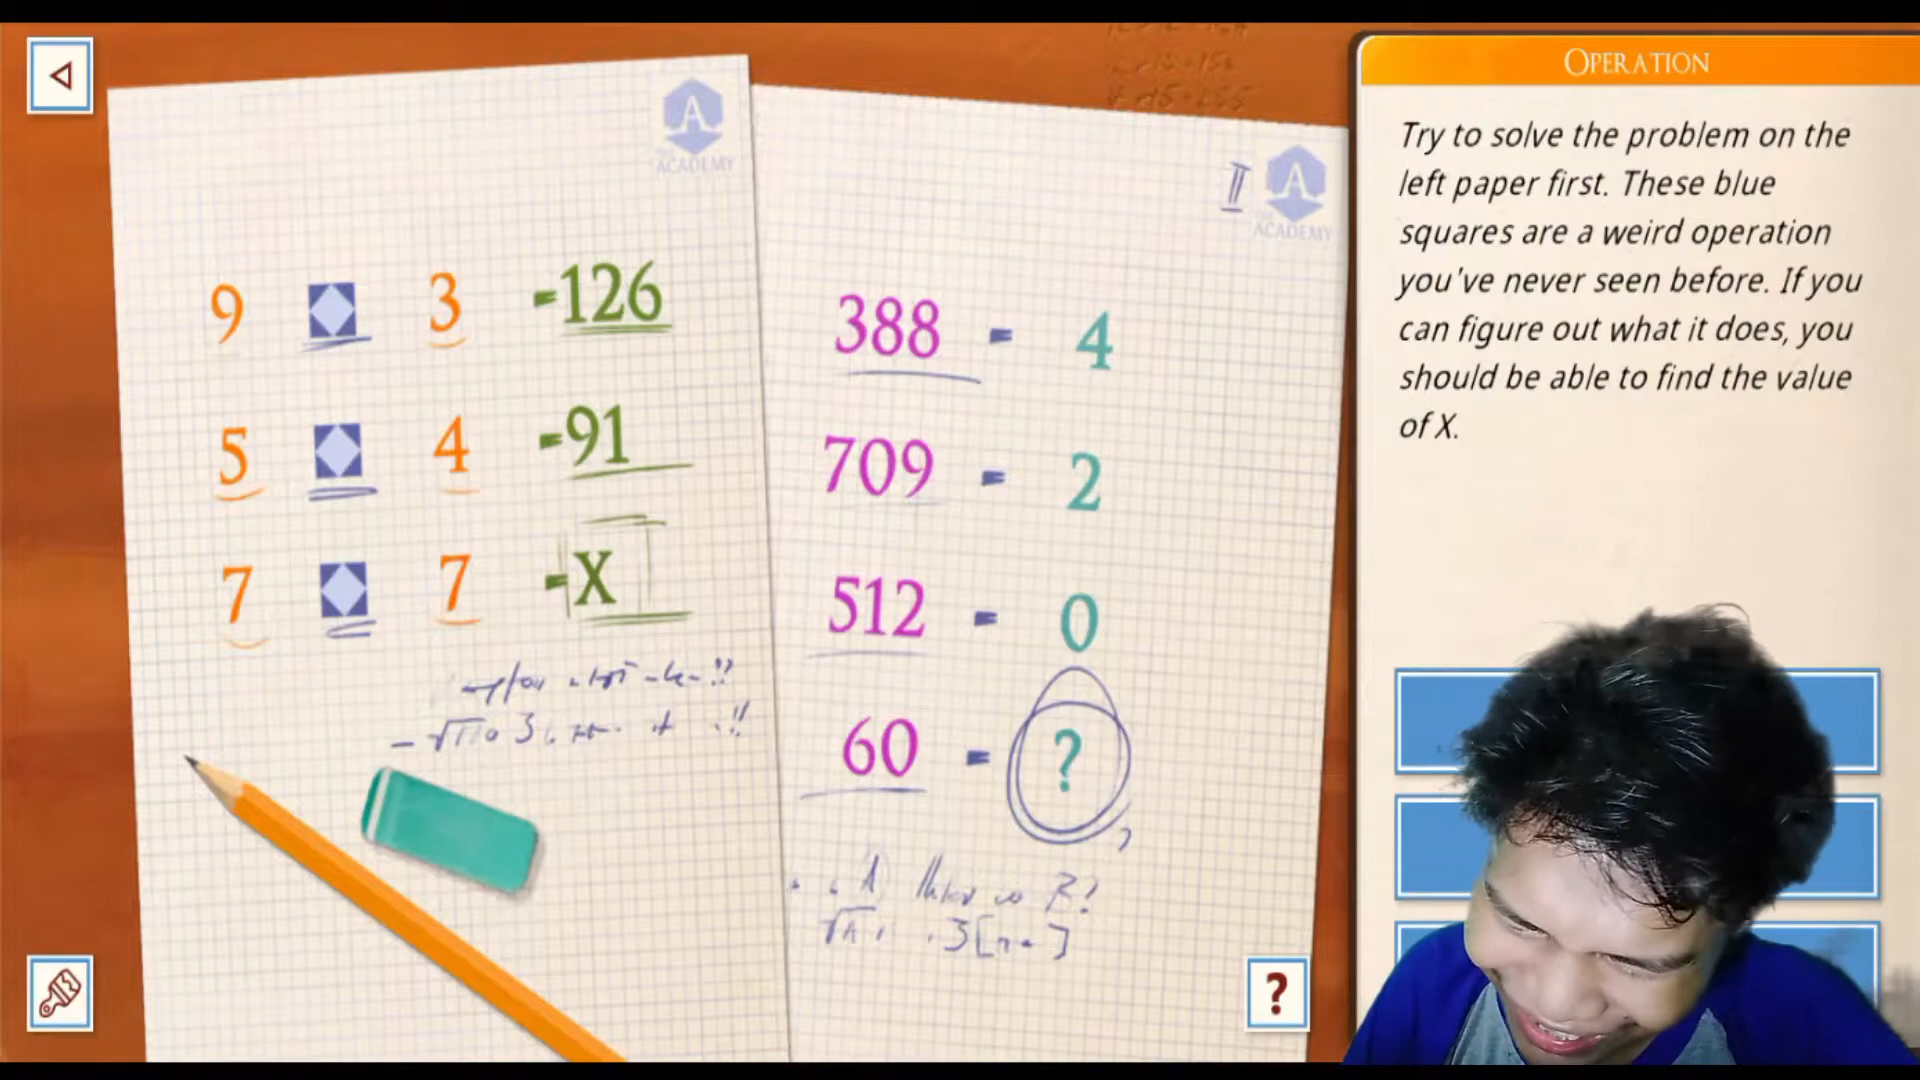 OPERATION
Try to solve the problem on the
left paper first. These blue
squares are a weird operation
you've never seen before. If you
can figure out what it does, you
should be able to find the value
of X.
A
ACADEMY
9 3 =126
5 4 =91
7 7 =X
II
A
ACADEMY
388 = 4
709 = 2
512 = 0
60 = ?
?